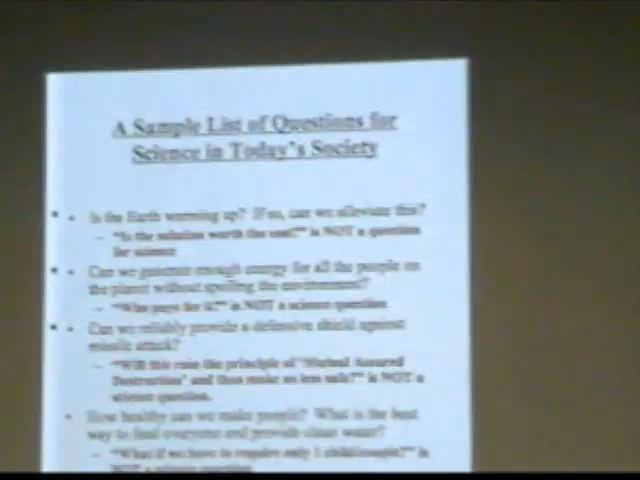 A Sample List of Questions for
Science in Today's Society
• Is the Earth warming up? If so, can we alleviate this?
– "Is the solution worth the cost?" is NOT a question
for science
• Can we generate enough energy for all the people on
the planet without spoiling the environment?
– "Who pays for it?" is NOT a science question
• Can we reliably provide a defensive shield against
missile attack?
– "Will this ruin the principle of "Mutual Assured
Destruction" and thus make us less safe?" is NOT a
science question.
• How healthy can we make people? What is the best
way to feed everyone and provide clean water?
– "What if we have to require only 1 child/couple?" is
NOT a science question